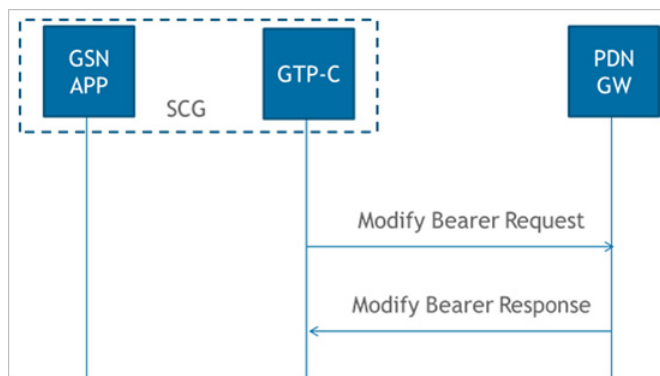 GSN
APP
GTP-C
PDN
GW
SCG
Modify Bearer Request
Modify Bearer Response